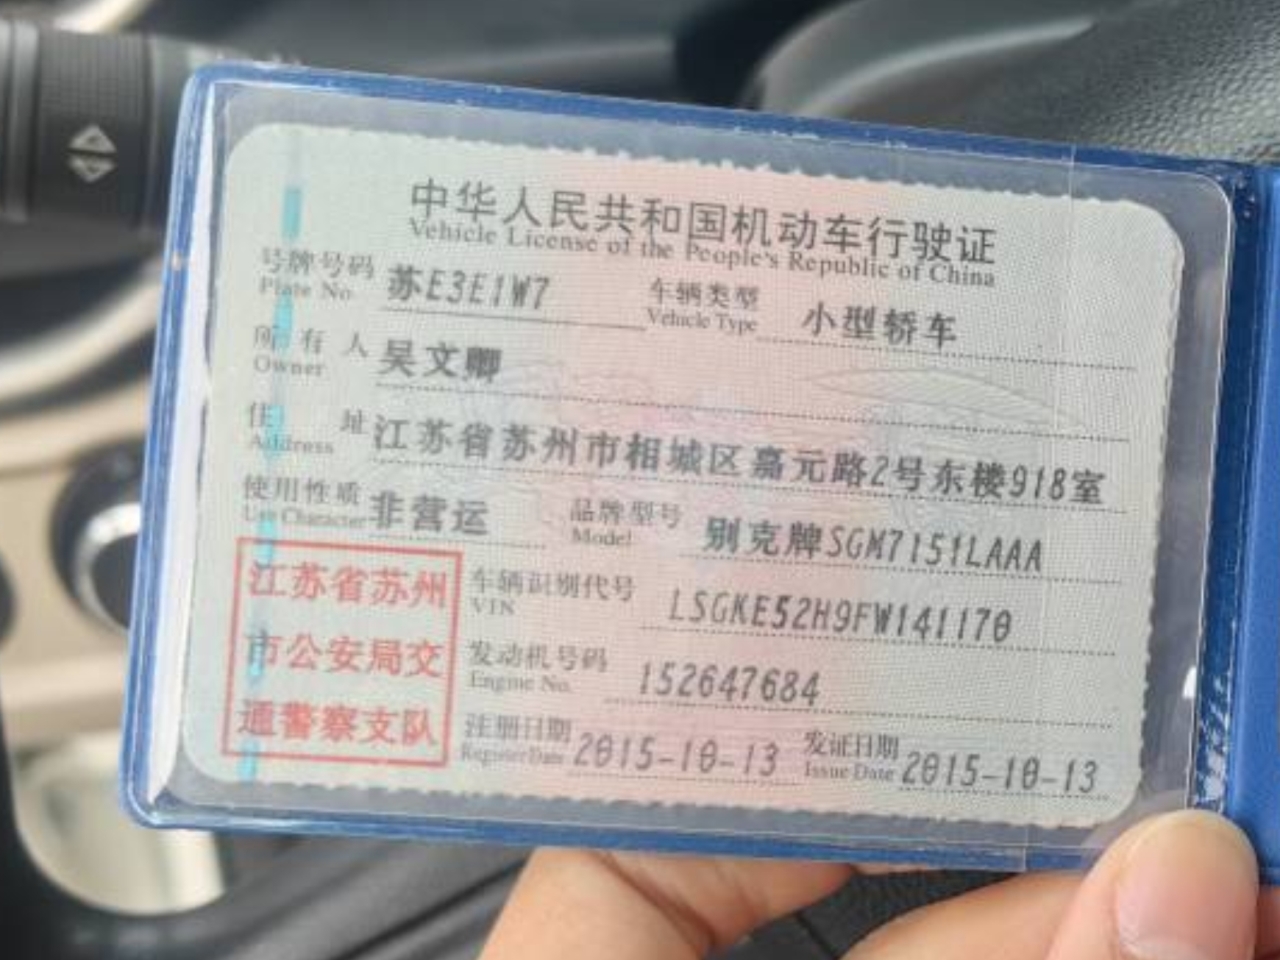 中华人民共和国机动车行驶证
Vehicle License of the People's Republic of China
号牌号码 苏E3E1W7 车辆类型 小型轿车
Plate No. Vehicle Type
所有人 吴文卿
Owner
住址 江苏省苏州市相城区嘉元路2号东楼918室
Address
使用性质 非营运 品牌型号 别克牌SGM7151LAAA
Use Character Model
江苏省苏州
市公安局交
通警察支队
车辆识别代号 LSGKE52H9FW141170
VIN
发动机号码 152647684
Engine No.
注册日期 2015-10-13 发证日期 2015-10-13
Register Date Issue Date